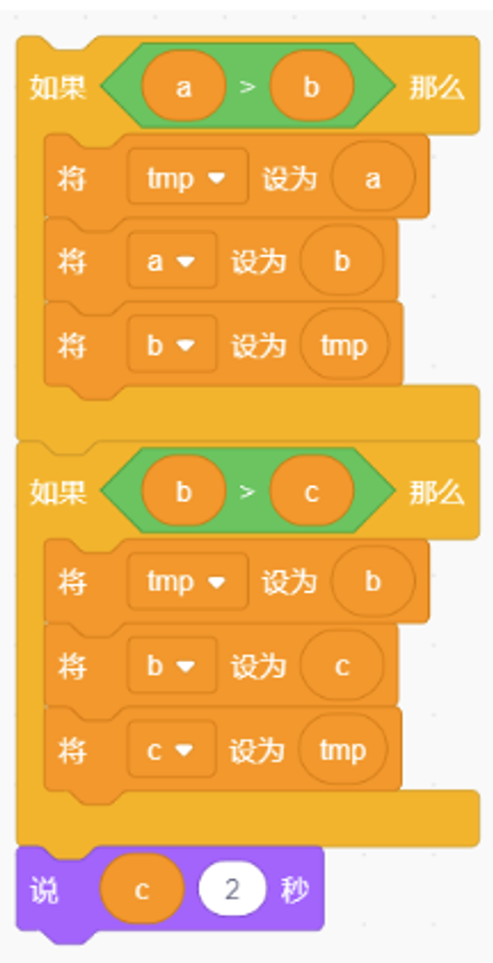 如果 a > b 那么
将 tmp 设为 a
将 a 设为 b
将 b 设为 tmp
如果 b > c 那么
将 tmp 设为 b
将 b 设为 c
将 c 设为 tmp
说 c 2 秒